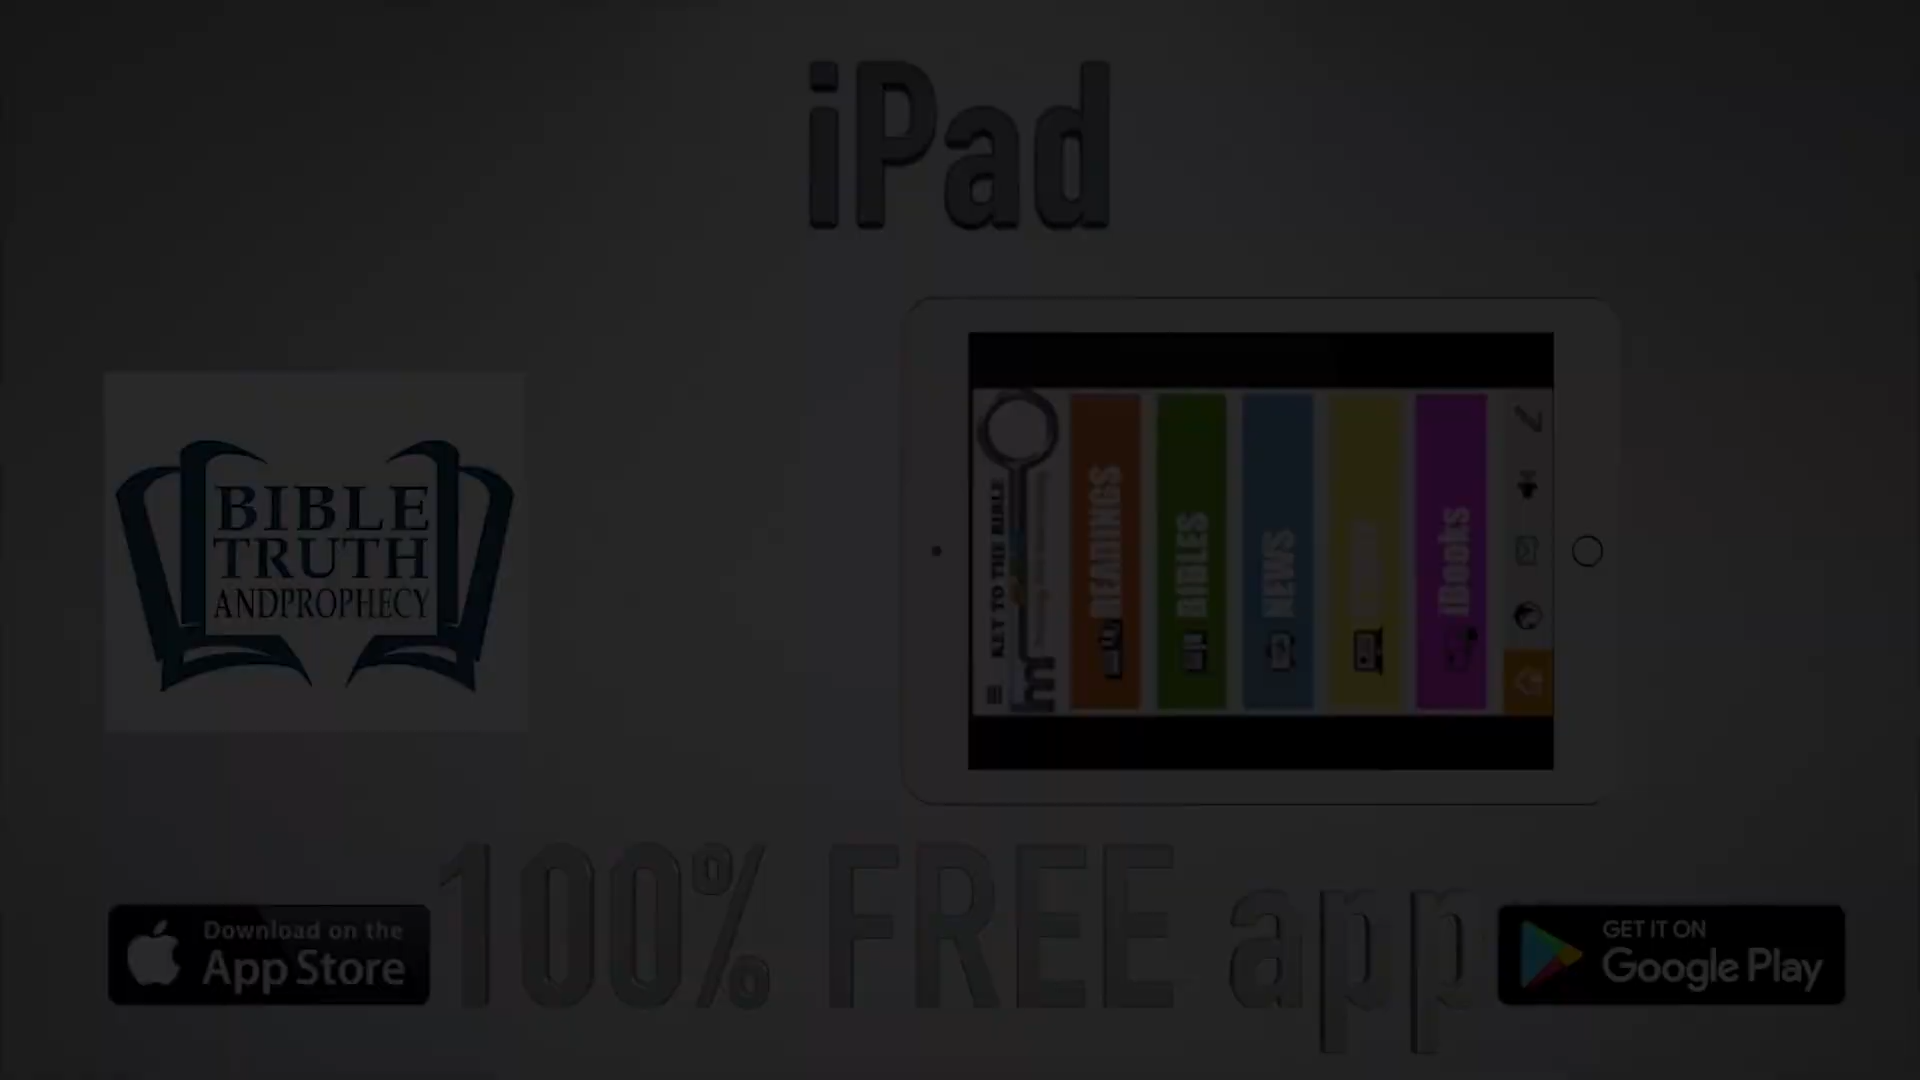 iPad
BIBLE
TRUTH
ANDPROPHECY
KEY TO THE BIBLE
READINGS
BIBLES
NEWS
iBooks
100% FREE app
Download on the
App Store
GET IT ON
Google Play